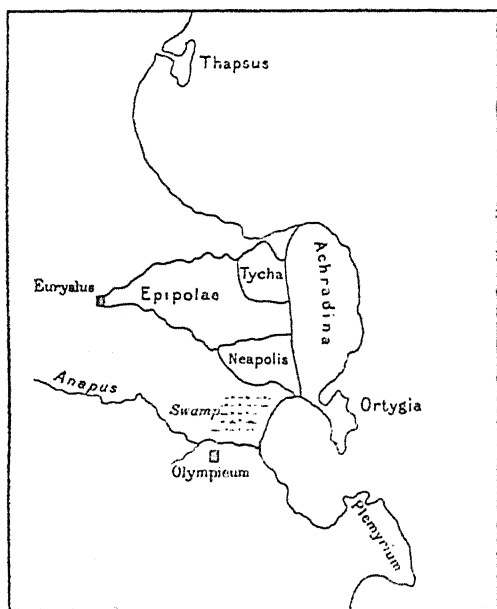 Thapsus
Achradina
Tycha
Euryalus
Epipolae
Neapolis
Anapus
Swamp
Ortygia
Olympieum
Plemyrium